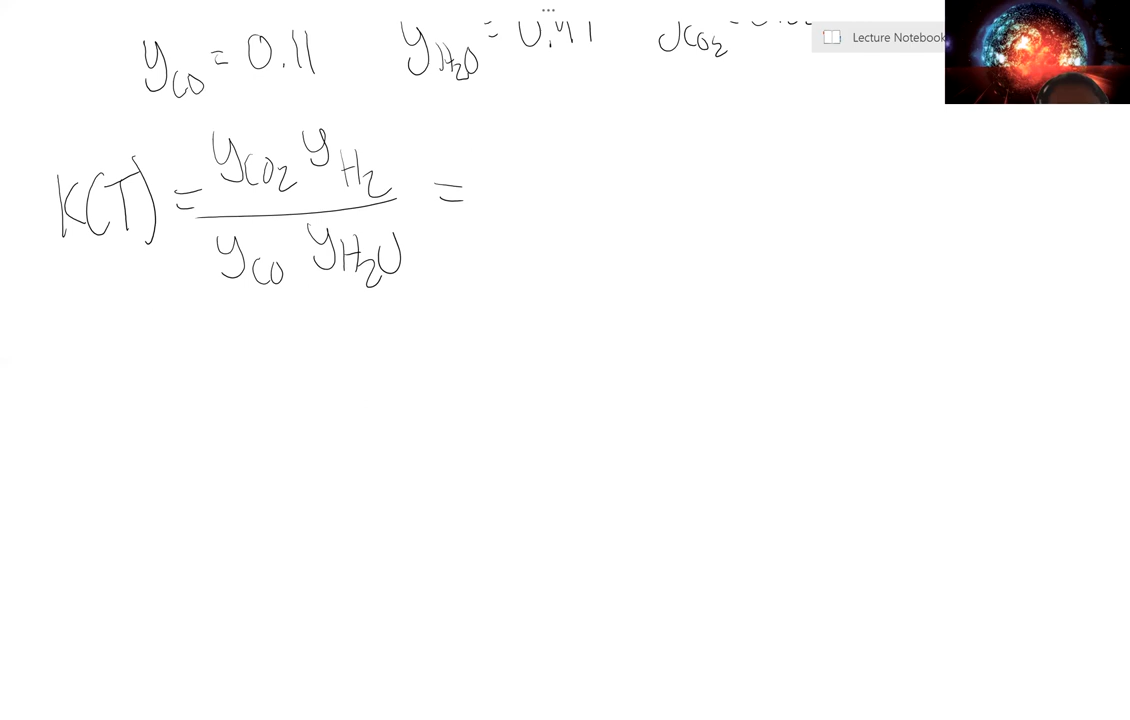 y_CO = 0.11 y_H₂O = 0.41 y_CO₂ =
Lecture Notebook
K(T) = y_CO₂ y_H₂ / y_CO y_H₂O =